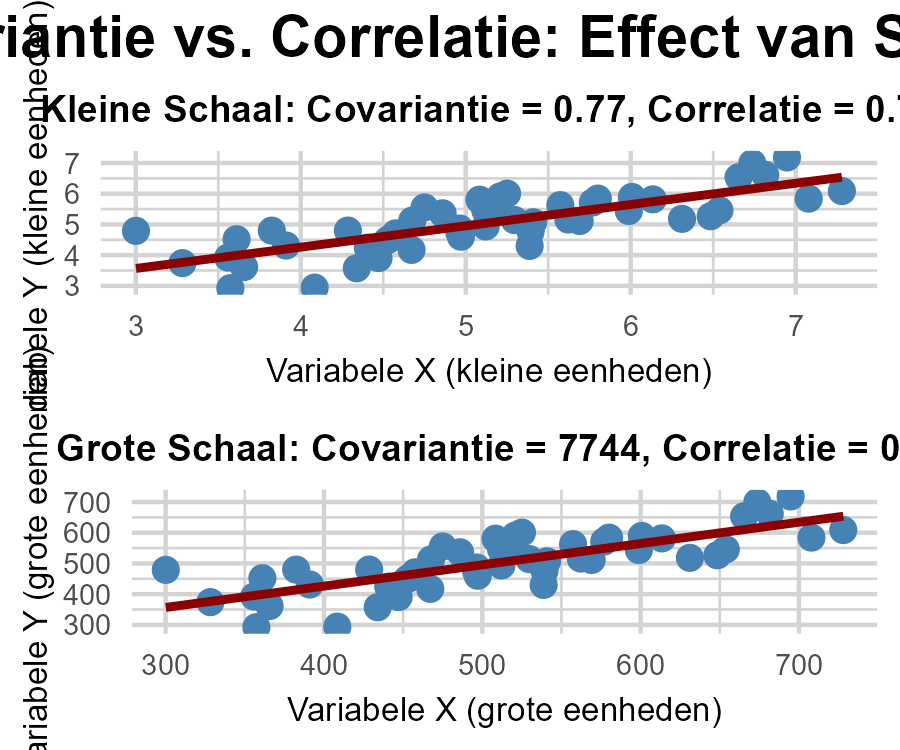 riantie vs. Correlatie: Effect van S
Kleine Schaal: Covariantie = 0.77, Correlatie = 0.7
Variabele Y (kleine eenheden)
7
6
5
4
3
3 4 5 6 7
Variabele X (kleine eenheden)
Grote Schaal: Covariantie = 7744, Correlatie = 0
ariabele Y (grote eenheden)
700
600
500
400
300
300 400 500 600 700
Variabele X (grote eenheden)